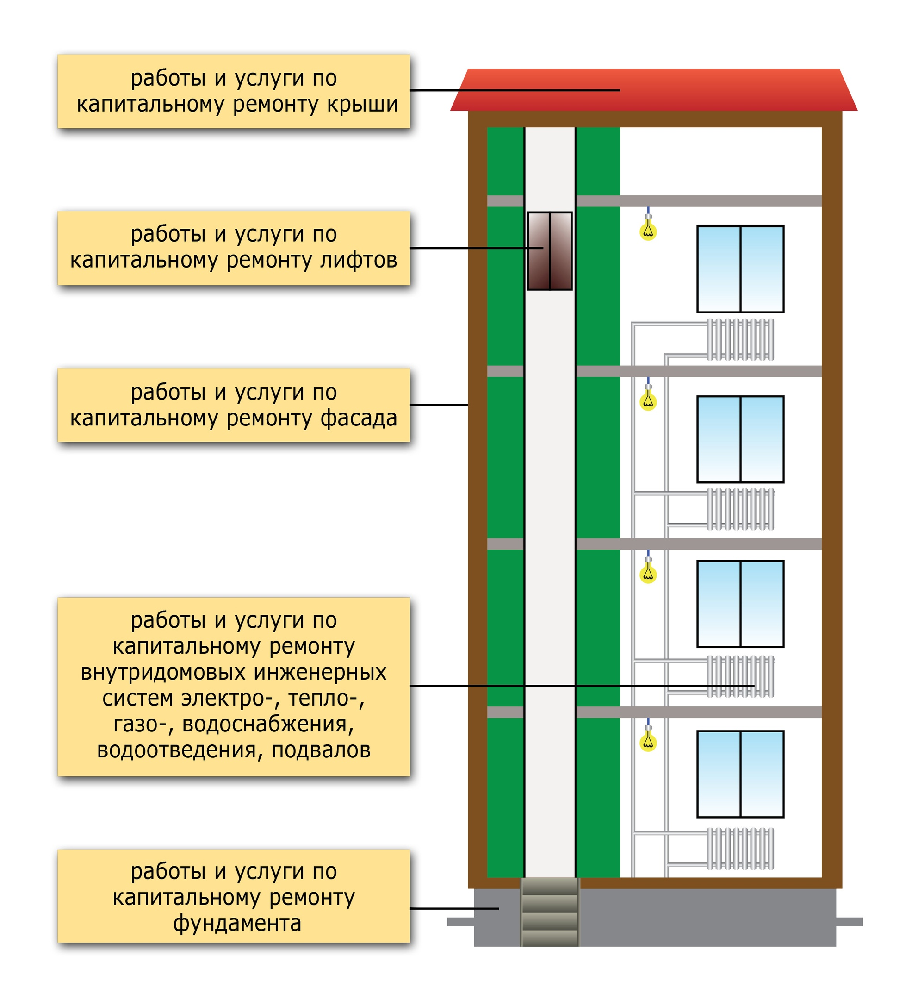 работы и услуги по
капитальному ремонту крыши
работы и услуги по
капитальному ремонту лифтов
работы и услуги по
капитальному ремонту фасада
работы и услуги по
капитальному ремонту
внутридомовых инженерных
систем электро-, тепло-,
газо-, водоснабжения,
водоотведения, подвалов
работы и услуги по
капитальному ремонту
фундамента